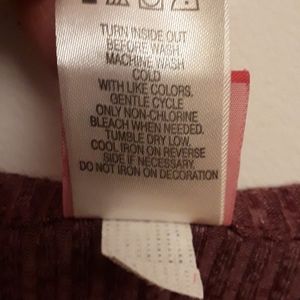 TURN INSIDE OUT
BEFORE WASH.
MACHINE WASH
COLD
WITH LIKE COLORS.
GENTLE CYCLE
ONLY NON-CHLORINE
BLEACH WHEN NEEDED.
TUMBLE DRY LOW.
COOL IRON ON REVERSE
SIDE IF NECESSARY.
DO NOT IRON ON DECORATION